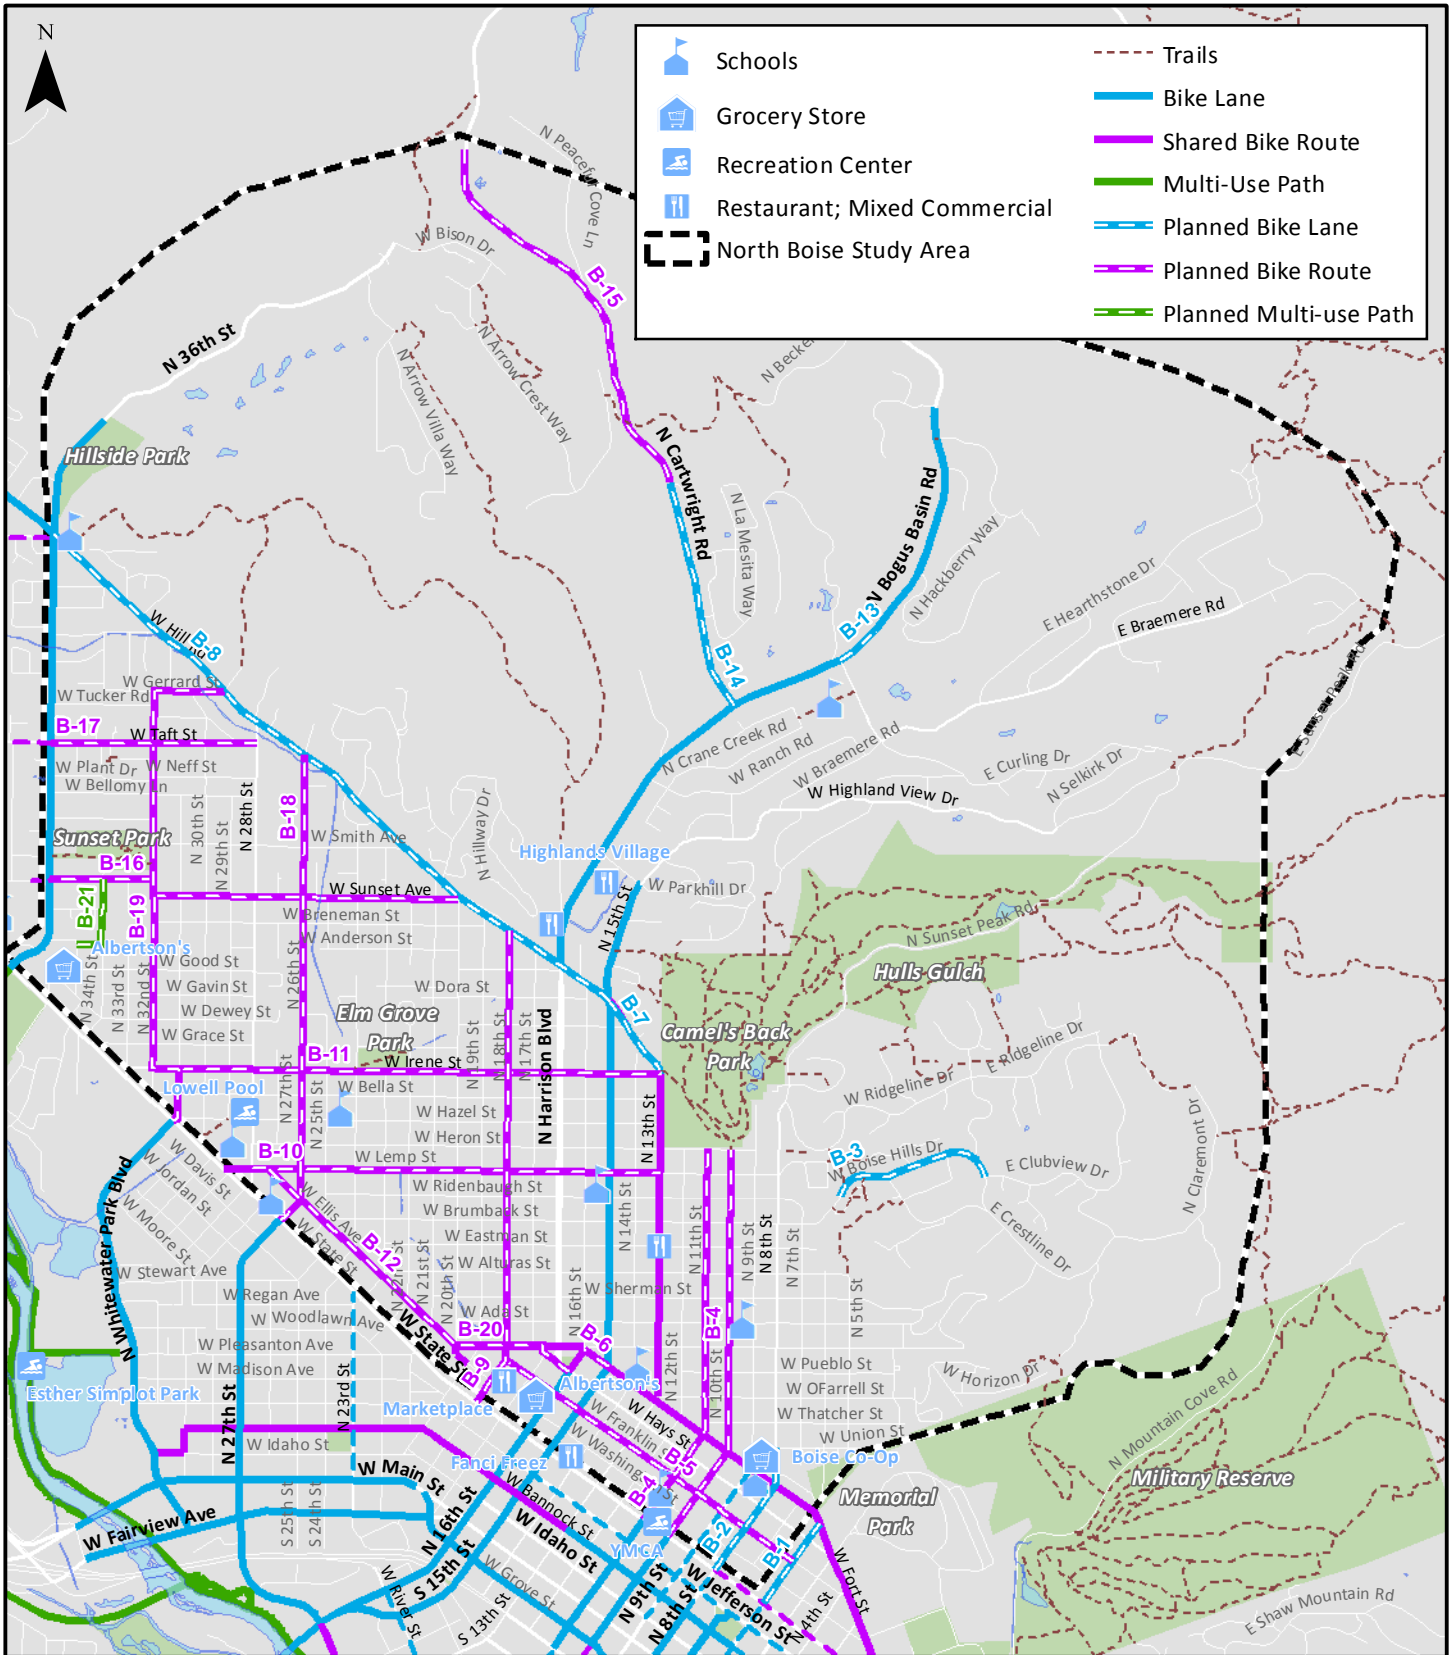 N
Schools
Grocery Store
Recreation Center
Restaurant; Mixed Commercial
North Boise Study Area
Trails
Bike Lane
Shared Bike Route
Multi-Use Path
Planned Bike Lane
Planned Bike Route
Planned Multi-use Path
N Peaceful Cove Ln
W Bison Dr
B-15
N 36th St
N Arrow Villa Way
N Arrow Crest Way
N Becker
Hillside Park
N Cartwright Rd
N La Mesita Way
N Bogus Basin Rd
N Hackberry Way
E Hearthstone Dr
E Braemere Rd
E Sunset Peak Rd
B-13
B-14
W Hill Rd
B-8
W Gerrard St
W Tucker Rd
B-17
W Taft St
W Plant Dr
W Neff St
W Bellomy Ln
N Crane Creek Rd
W Ranch Rd
W Braemere Rd
E Curling Dr
N Selkirk Dr
W Highland View Dr
N 30th St
N 29th St
N 28th St
B-18
W Smith Ave
N Hillway Dr
Sunset Park
B-16
Highlands Village
W Parkhill Dr
N 15th St
B-21
B-19
W Sunset Ave
W Breneman St
W Anderson St
N Sunset Peak Rd
Hulls Gulch
Albertson's
W Good St
W Gavin St
W Dewey St
W Grace St
N 34th St
N 33rd St
N 32nd St
N 26th St
W Dora St
Elm Grove
Park
B-7
Camel's Back
Park
N 19th St
N 18th St
N 17th St
N Harrison Blvd
B-11
W Irene St
E Ridgeline Dr
W Ridgeline Dr
Lowell Pool
N 27th St
N 25th St
W Bella St
W Hazel St
W Heron St
N 13th St
N Claremont Dr
B-10
W Lemp St
B-3
W Boise Hills Dr
E Clubview Dr
W Davis St
W Jordan St
W Moore St
N Whitewater Park Blvd
W Ridenbaugh St
W Brumback St
W Eastman St
W Alturas St
W Ada St
W Ellis Ave
W State St
B-12
N 21st St
N 20th St
N 16th St
N 14th St
N 11th St
N 9th St
N 8th St
N 7th St
N 5th St
E Crestline Dr
W Stewart Ave
W Regan Ave
W Woodlawn Ave
W Pleasanton Ave
W Madison Ave
W Sherman St
B-4
B-20
B-6
B-9
W State St
N 12th St
N 10th St
W Pueblo St
W OFarrell St
W Thatcher St
W Union St
W Horizon Dr
N Mountain Cove Rd
Esther Simplot Park
N 27th St
N 23rd St
Marketplace
Albertson's
W Hays St
W Franklin St
W Washington St
B-5
B-4
Boise Co-Op
Military Reserve
Memorial
Park
W Idaho St
W Main St
W Fairview Ave
S 25th St
S 24th St
Fanci Freez
W Bannock St
W Idaho St
N 16th St
S 15th St
W Grove St
S 13th St
W River St
YMCA
B-2
B-1
N 9th St
N 8th St
W Jefferson St
N 4th St
W Fort St
E Shaw Mountain Rd